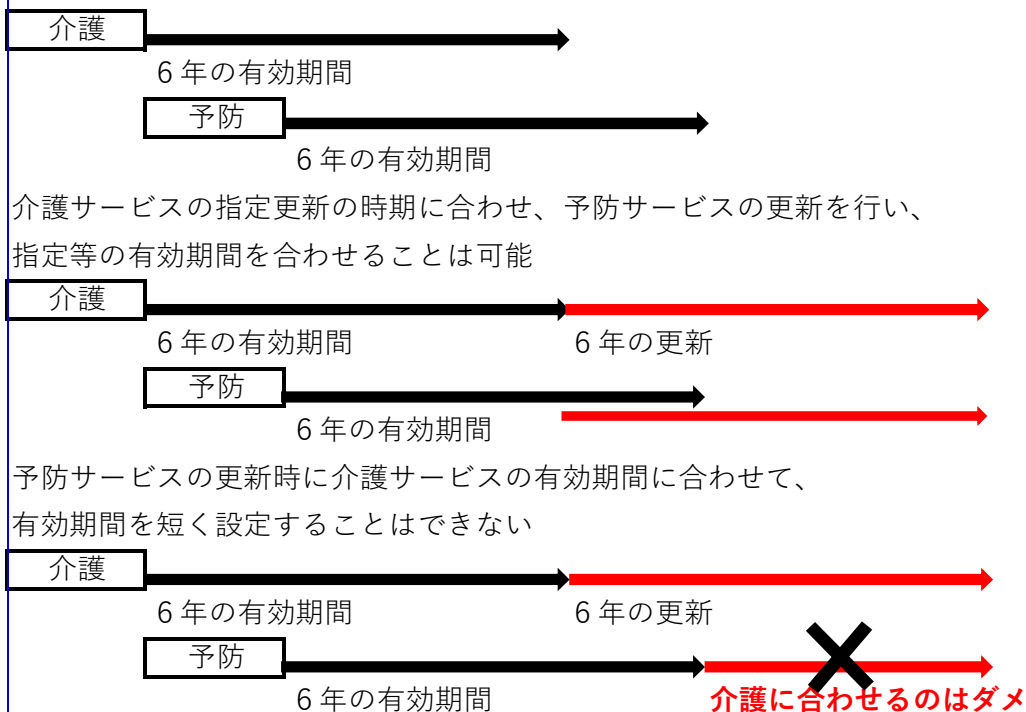 介護
6年の有効期間
予防
6年の有効期間
介護サービスの指定更新の時期に合わせ、予防サービスの更新を行い、
指定等の有効期間を合わせることは可能
介護
6年の有効期間 6年の更新
予防
6年の有効期間
予防サービスの更新時に介護サービスの有効期間に合わせて、
有効期間を短く設定することはできない
介護
6年の有効期間 6年の更新
予防
6年の有効期間 介護に合わせるのはダメ